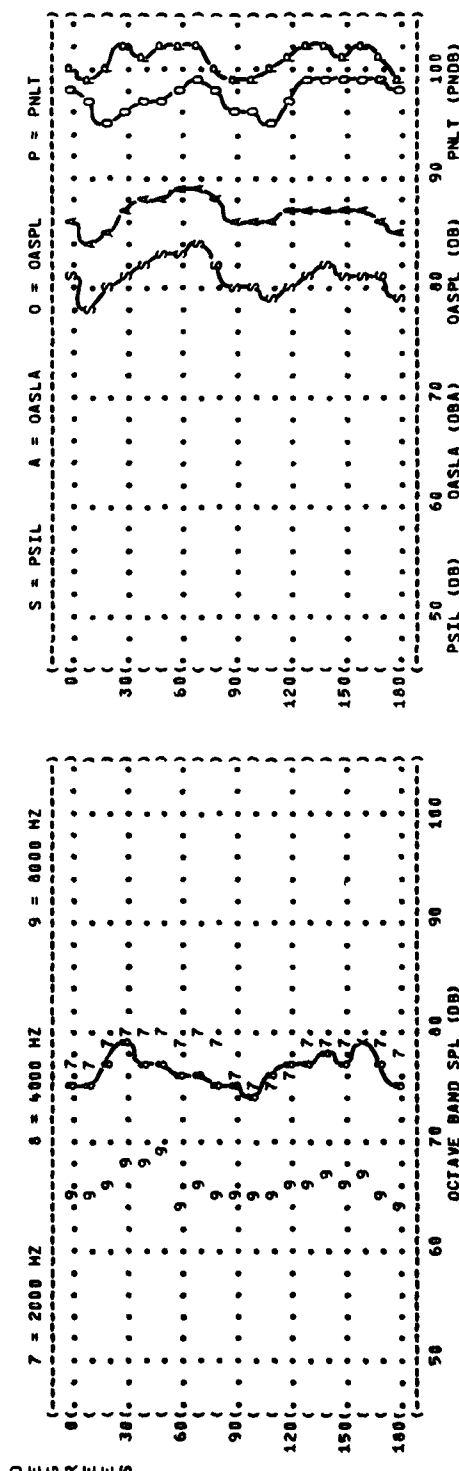 DEGREES
7 = 2000 HZ 8 = 4000 HZ 9 = 8000 HZ
0.
30.
60.
90.
120.
150.
180.
50 60 70 80 90 100
OCTAVE BAND SPL (DB)
S = PSIL A = OASLA O = OASPL P = PNLT
0.
30.
60.
90.
120.
150.
180.
50 60 70 80 90 100
PSIL (DB) OASLA (DBA) OASPL (DB) PNLT (PNDB)